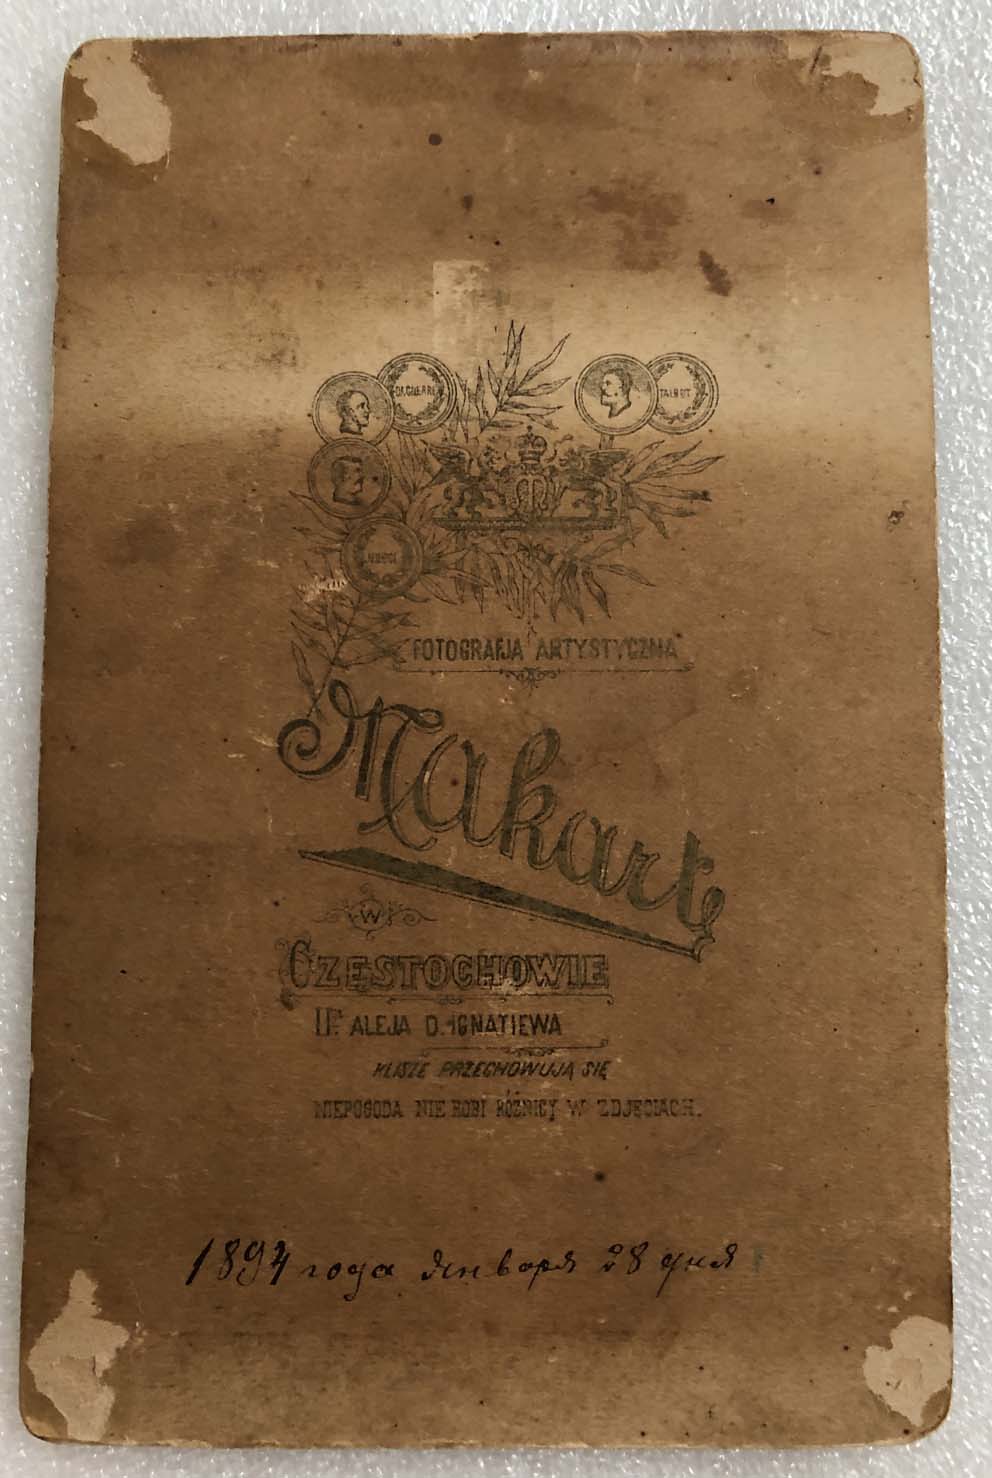 DAGUERRE
TALBOT
FOTOGRAFJA ARTYSTYCZNA
Makart
W
CZĘSTOCHOWIE
II. ALEJA D. IGNATIEWA
KLISZE PRZECHOWUJĄ SIĘ
NIEPOGODA NIE ROBI RÓŻNICY W ZDJĘCIACH.
1894 года января 28 дня